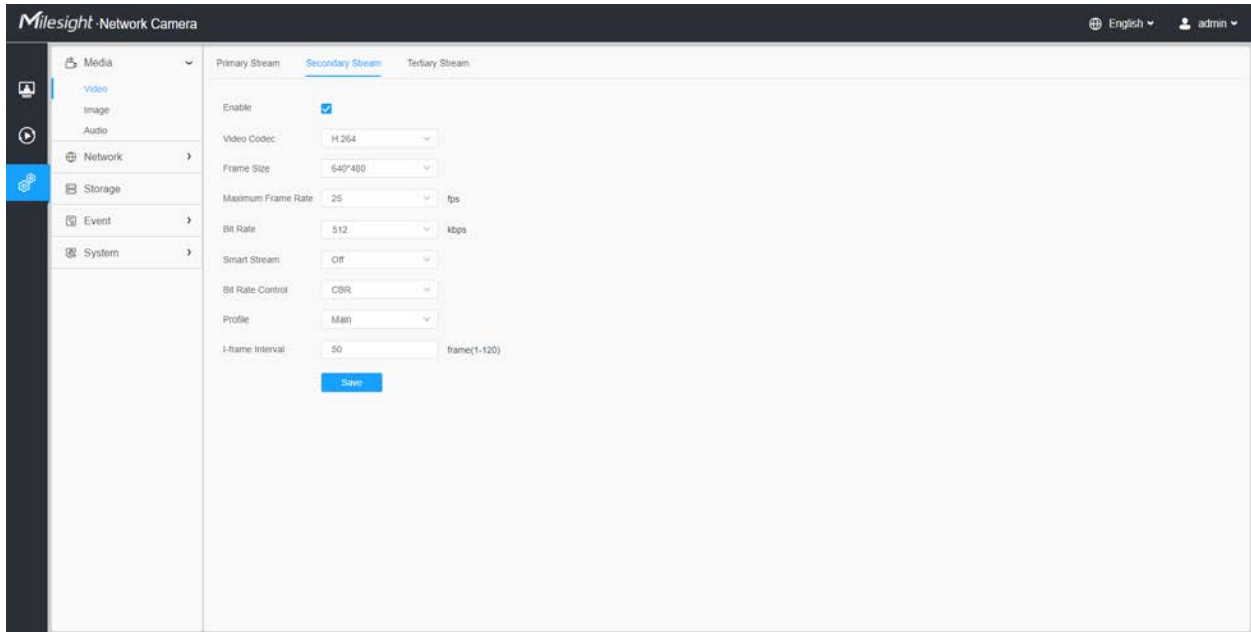 Milesight·Network Camera
English
admin
Media
Video
Image
Audio
Network
Storage
Event
System
Primary Stream Secondary Stream Tertiary Stream
Enable
Video Codec H.264
Frame Size 640*480
Maximum Frame Rate 25 fps
Bit Rate 512 kbps
Smart Stream Off
Bit Rate Control CBR
Profile Main
I-frame Interval 50 frame(1-120)
Save